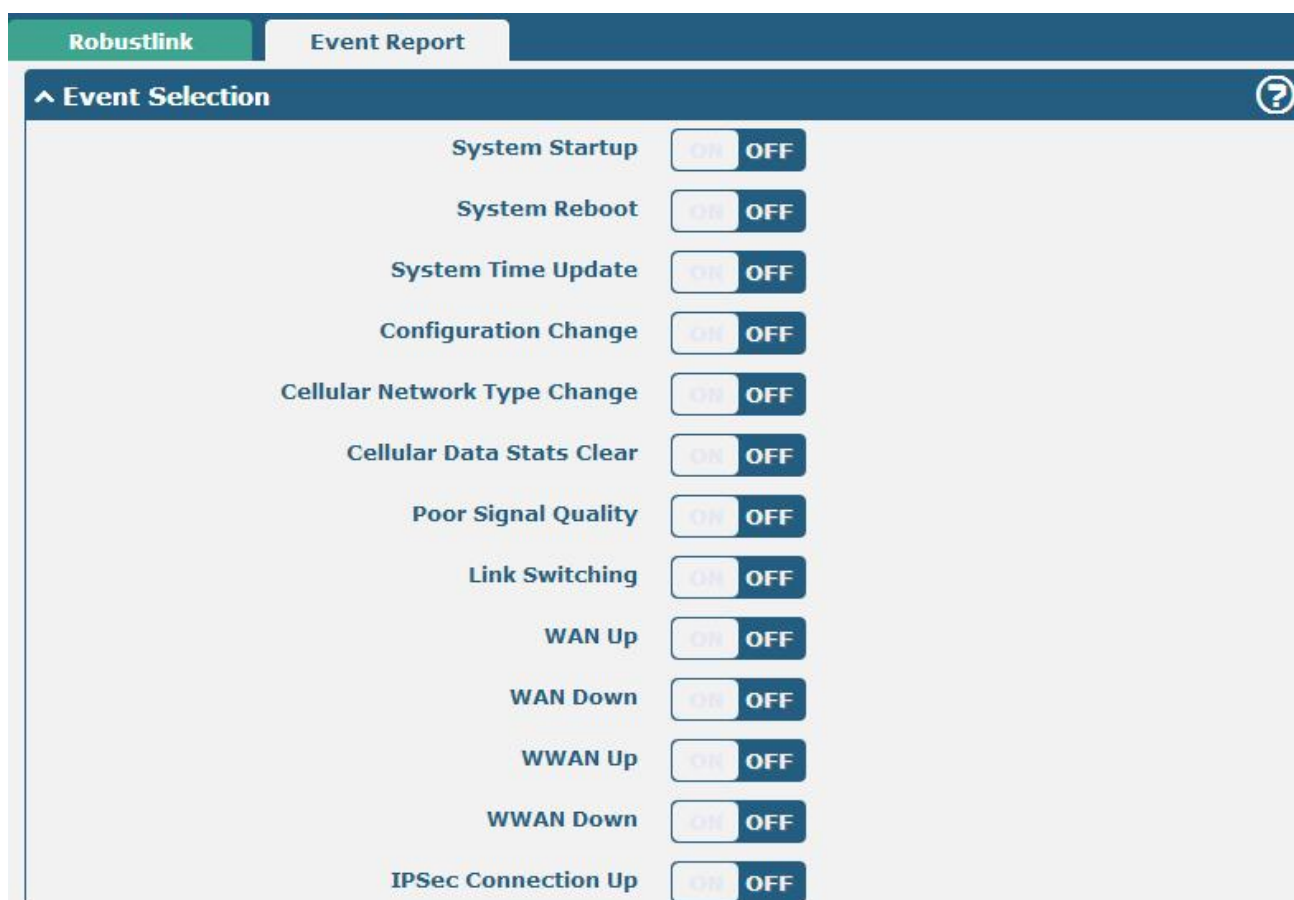 Robustlink Event Report
^ Event Selection ?
System Startup ON OFF
System Reboot ON OFF
System Time Update ON OFF
Configuration Change ON OFF
Cellular Network Type Change ON OFF
Cellular Data Stats Clear ON OFF
Poor Signal Quality ON OFF
Link Switching ON OFF
WAN Up ON OFF
WAN Down ON OFF
WWAN Up ON OFF
WWAN Down ON OFF
IPSec Connection Up ON OFF